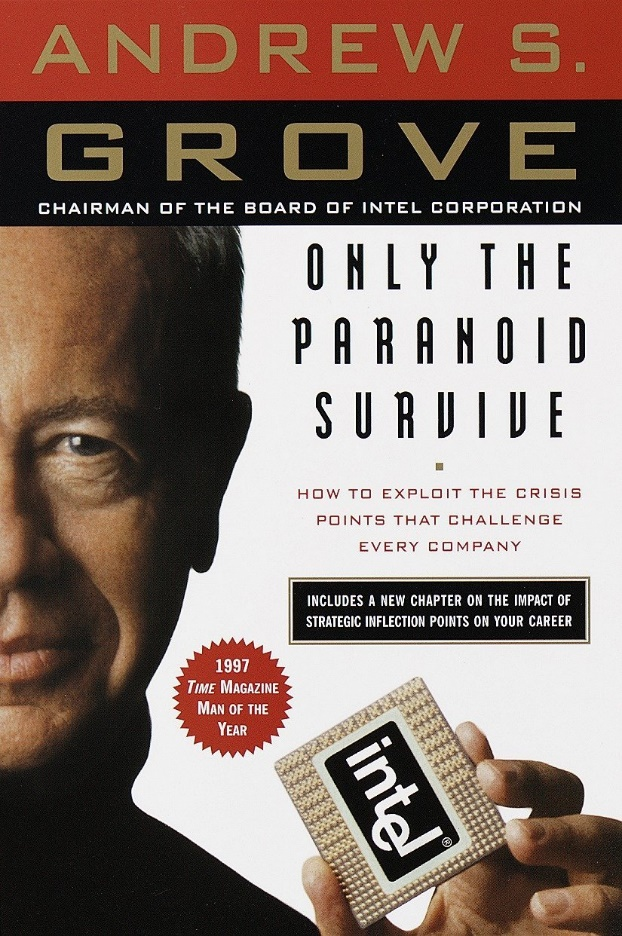 ANDREW S.
GROVE
CHAIRMAN OF THE BOARD OF INTEL CORPORATION
ONLY THE
PARANOID
SURVIVE
HOW TO EXPLOIT THE CRISIS
POINTS THAT CHALLENGE
EVERY COMPANY
INCLUDES A NEW CHAPTER ON THE IMPACT OF
STRATEGIC INFLECTION POINTS ON YOUR CAREER
1997
TIME MAGAZINE
MAN OF THE
YEAR
intel®